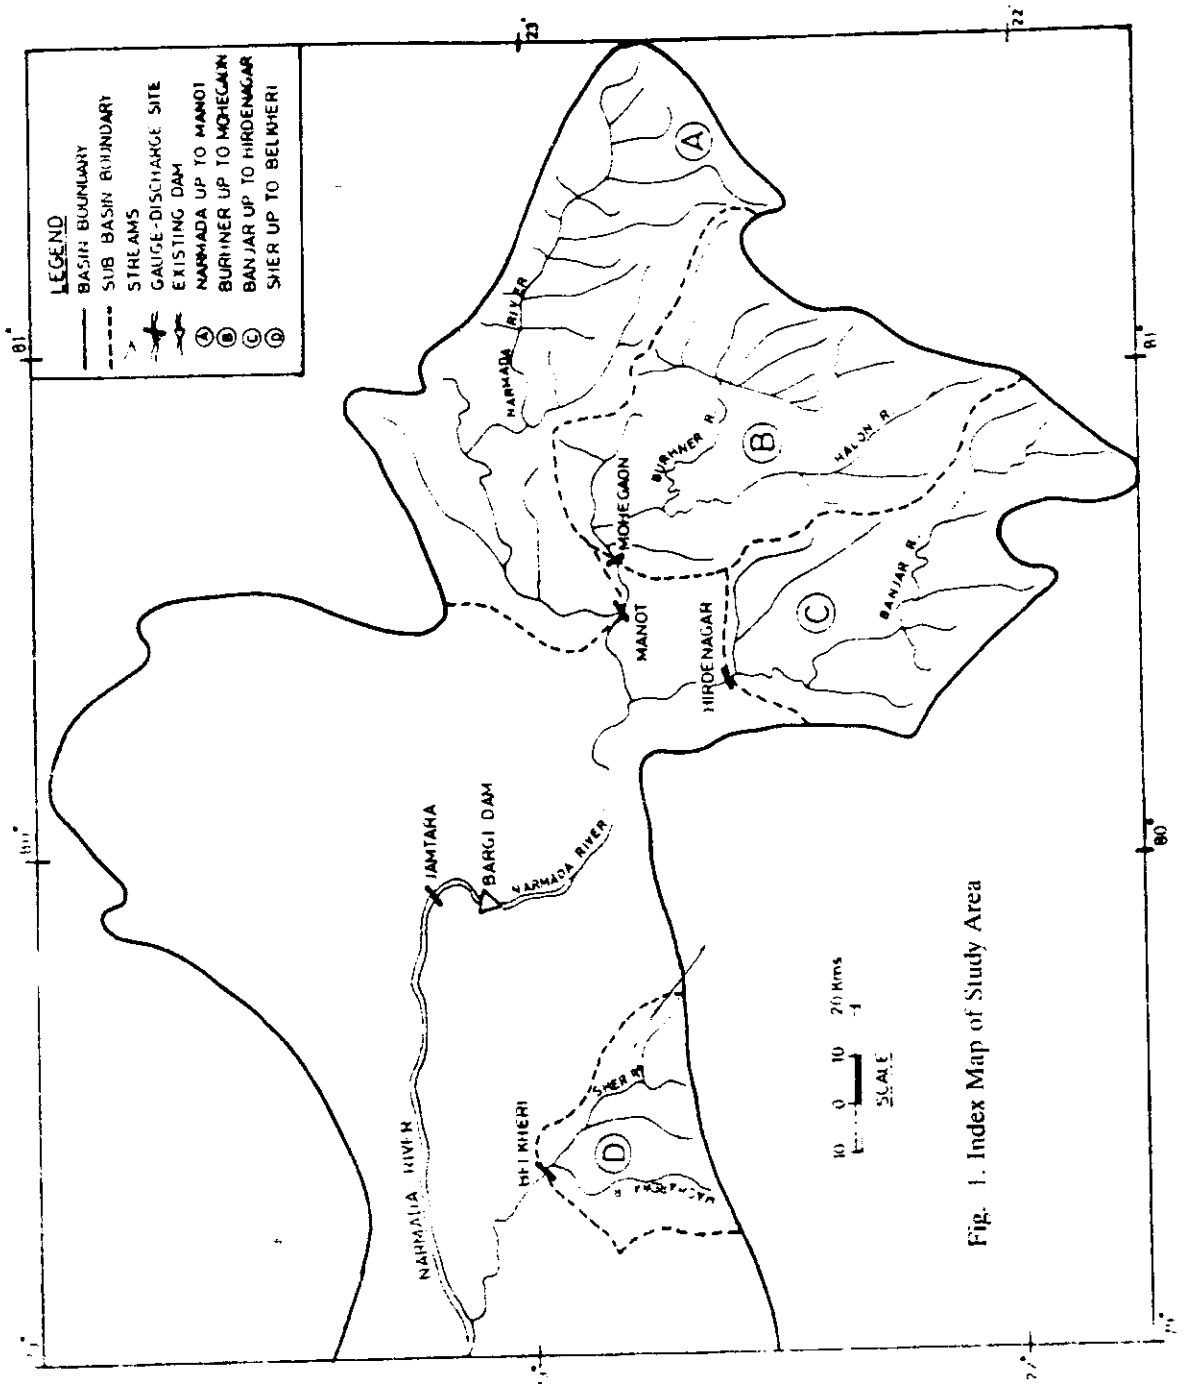 LEGEND
BASIN BOUNDARY
SUB BASIN BOUNDARY
STREAMS
GAUGE-DISCHARGE SITE
EXISTING DAM
A NARMADA UP TO MANOT
B BURHNER UP TO MOHEGAON
C BANJAR UP TO HIRDENAGAR
D SHER UP TO BELKHERI
80°
81°
23°
22°
NARMADA RIVER
JAMTARA
BARGI DAM
NARMADA RIVER
NARMADA RIVER
A
MOHEGAON
BURHNER R.
B
HALON R
MANOT
HIRDENAGAR
C
BANJAR R.
BELKHERI
SHER R.
D
10 0 10 20 Kms
SCALE
80°
81°
Fig. 1. Index Map of Study Area